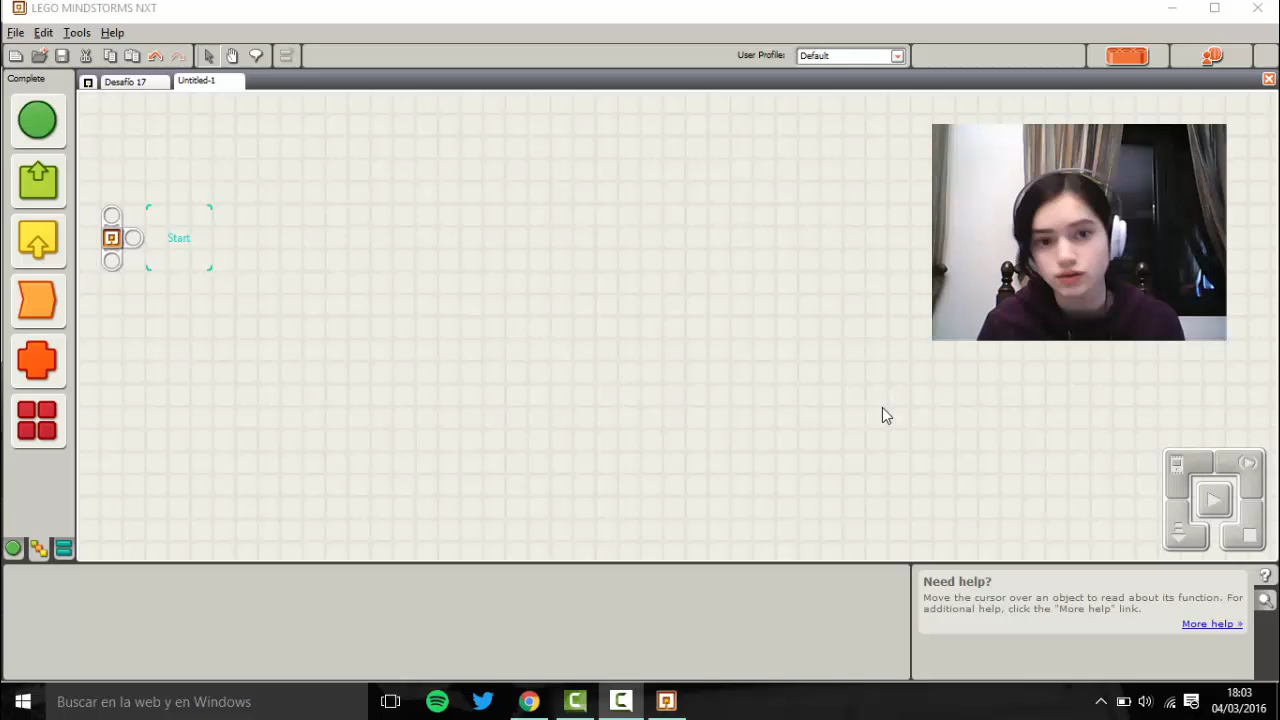 LEGO MINDSTORMS NXT
File Edit Tools Help
User Profile: Default
Complete
Desafío 17 Untitled-1
Start
Need help?
Move the cursor over an object to read about its function. For
additional help, click the "More help" link.
More help »
Buscar en la web y en Windows
18:03
04/03/2016